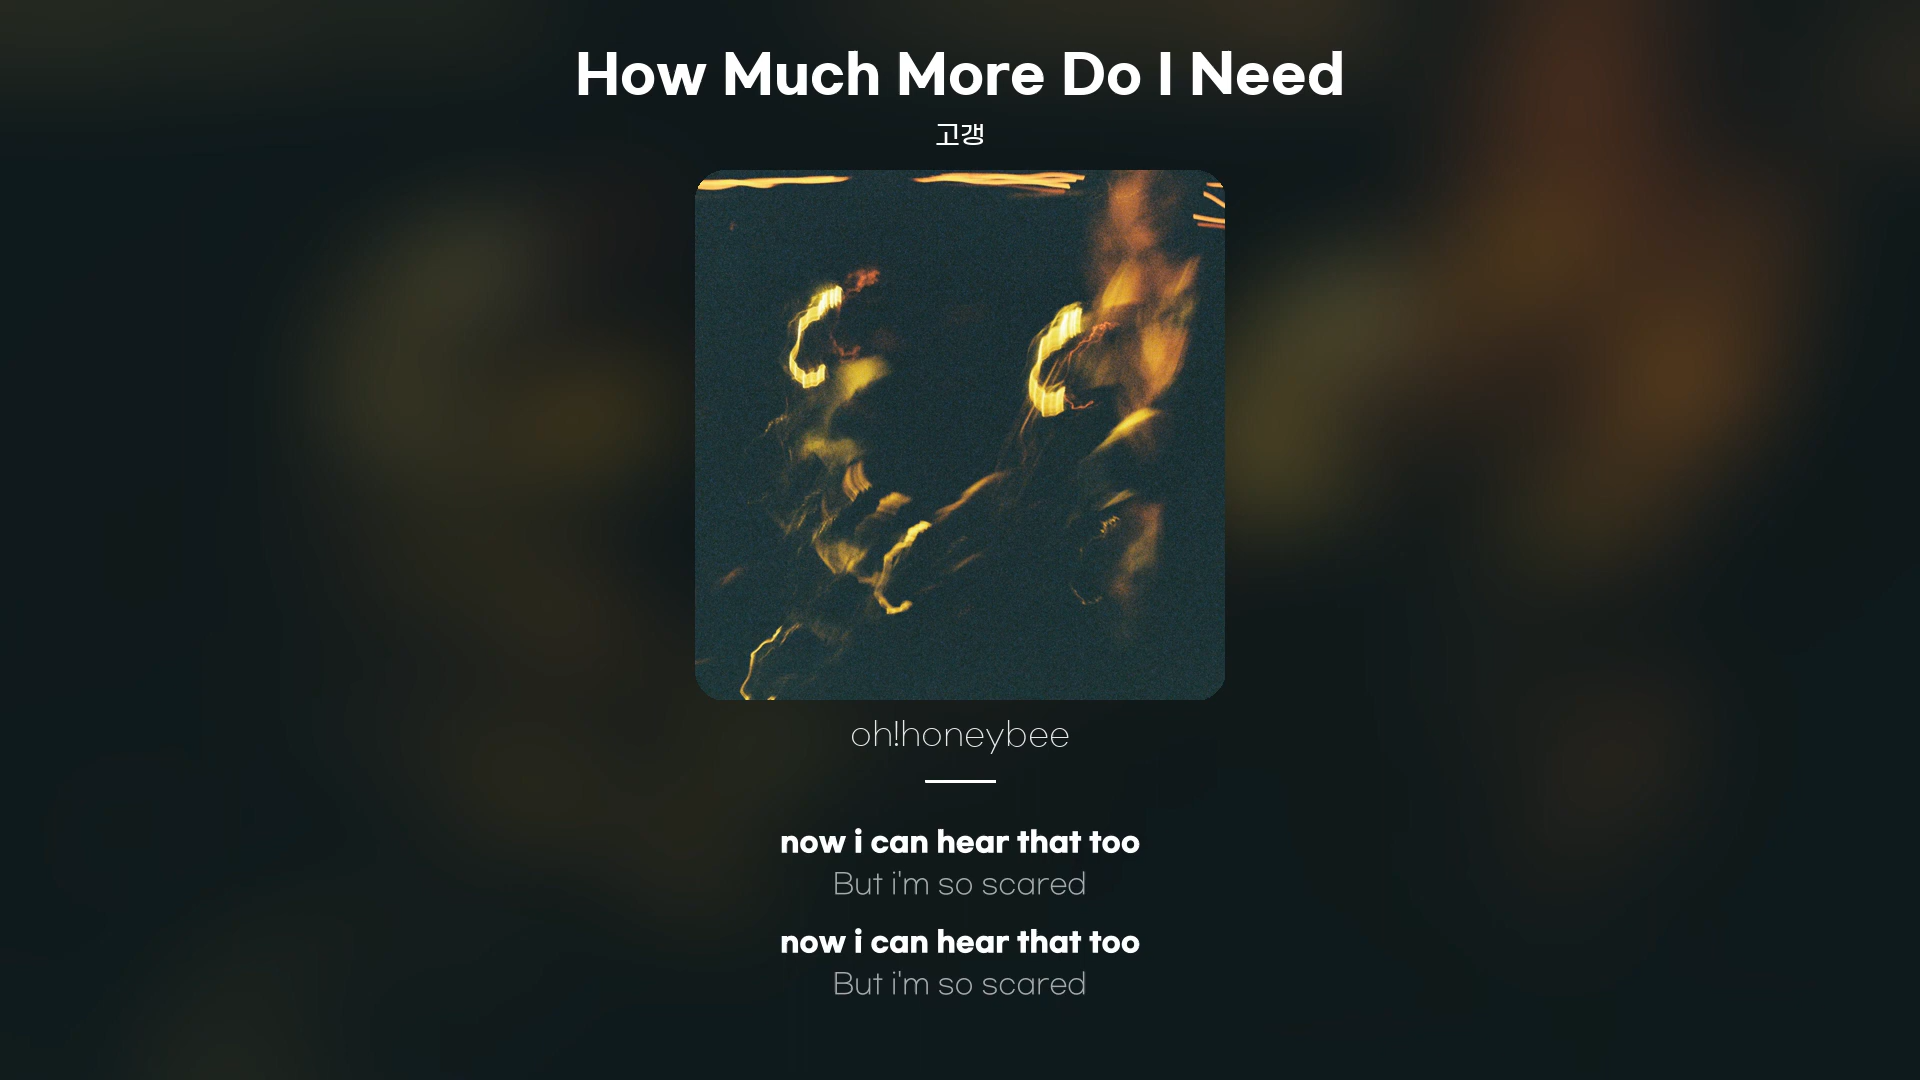 How Much More Do I Need
고갱
oh!honeybee
now i can hear that too
But i'm so scared
now i can hear that too
But i'm so scared